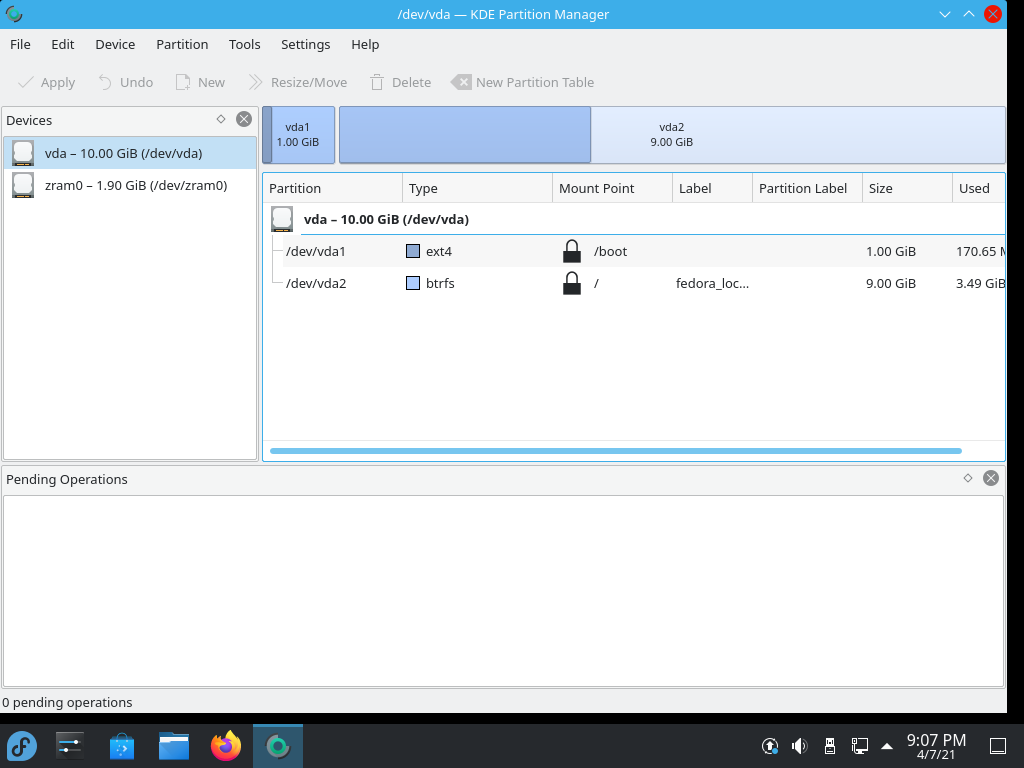 /dev/vda — KDE Partition Manager
File Edit Device Partition Tools Settings Help
Apply Undo New Resize/Move Delete New Partition Table
Devices
vda – 10.00 GiB (/dev/vda)
zram0 – 1.90 GiB (/dev/zram0)
vda1
1.00 GiB
vda2
9.00 GiB
Partition Type Mount Point Label Partition Label Size Used
vda – 10.00 GiB (/dev/vda)
/dev/vda1 ext4 /boot 1.00 GiB 170.65 M
/dev/vda2 btrfs / fedora_loc... 9.00 GiB 3.49 GiB
Pending Operations
0 pending operations
9:07 PM
4/7/21